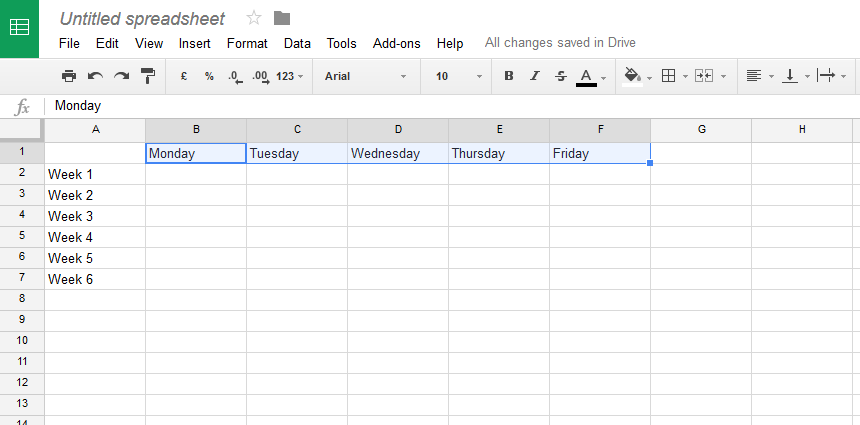 Untitled spreadsheet
File Edit View Insert Format Data Tools Add-ons Help All changes saved in Drive
£ % .0 .00 123 Arial 10 B I S A
fx Monday
A B C D E F G H
1 Monday Tuesday Wednesday Thursday Friday
2 Week 1
3 Week 2
4 Week 3
5 Week 4
6 Week 5
7 Week 6
8
9
10
11
12
13
14